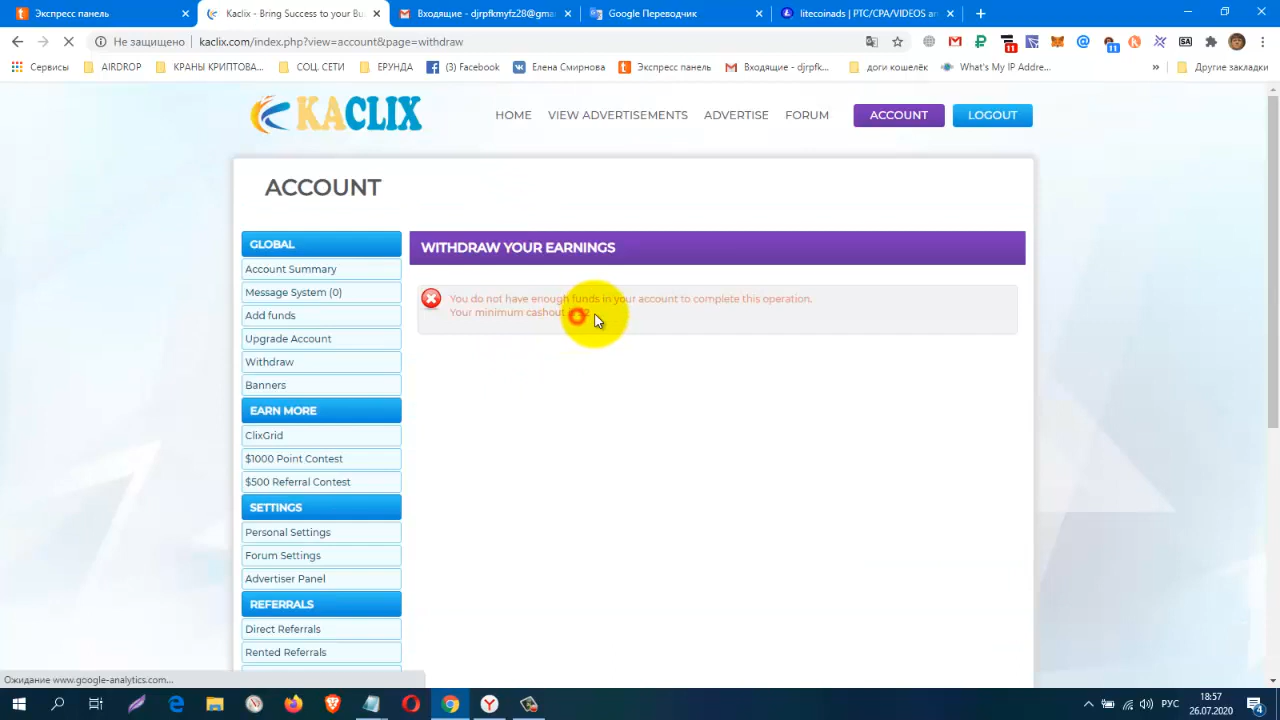 Экспресс панель
Kaclix - Bring Success to your Bu
Входящие - djrpfkmyfz28@gma
Google Переводчик
litecoinads | PTC/CPA/VIDEOS an
Не защищено
kaclix.com/index.php?view=account&page=withdraw
Сервисы
AIRDROP
КРАНЫ КРИПТОВА...
СОЦ. СЕТИ
ЕРУНДА
(3) Facebook
Елена Смирнова
Экспресс панель
Входящие - djrpfk...
доги кошелёк
What's My IP Addre...
Другие закладки
KACLIX
HOME
VIEW ADVERTISEMENTS
ADVERTISE
FORUM
ACCOUNT
LOGOUT
ACCOUNT
GLOBAL
Account Summary
Message System (0)
Add funds
Upgrade Account
Withdraw
Banners
EARN MORE
ClixGrid
$1000 Point Contest
$500 Referral Contest
SETTINGS
Personal Settings
Forum Settings
Advertiser Panel
REFERRALS
Direct Referrals
Rented Referrals
WITHDRAW YOUR EARNINGS
You do not have enough funds in your account to complete this operation.
Your minimum cashout
Ожидание www.google-analytics.com...
РУС
18:57
26.07.2020